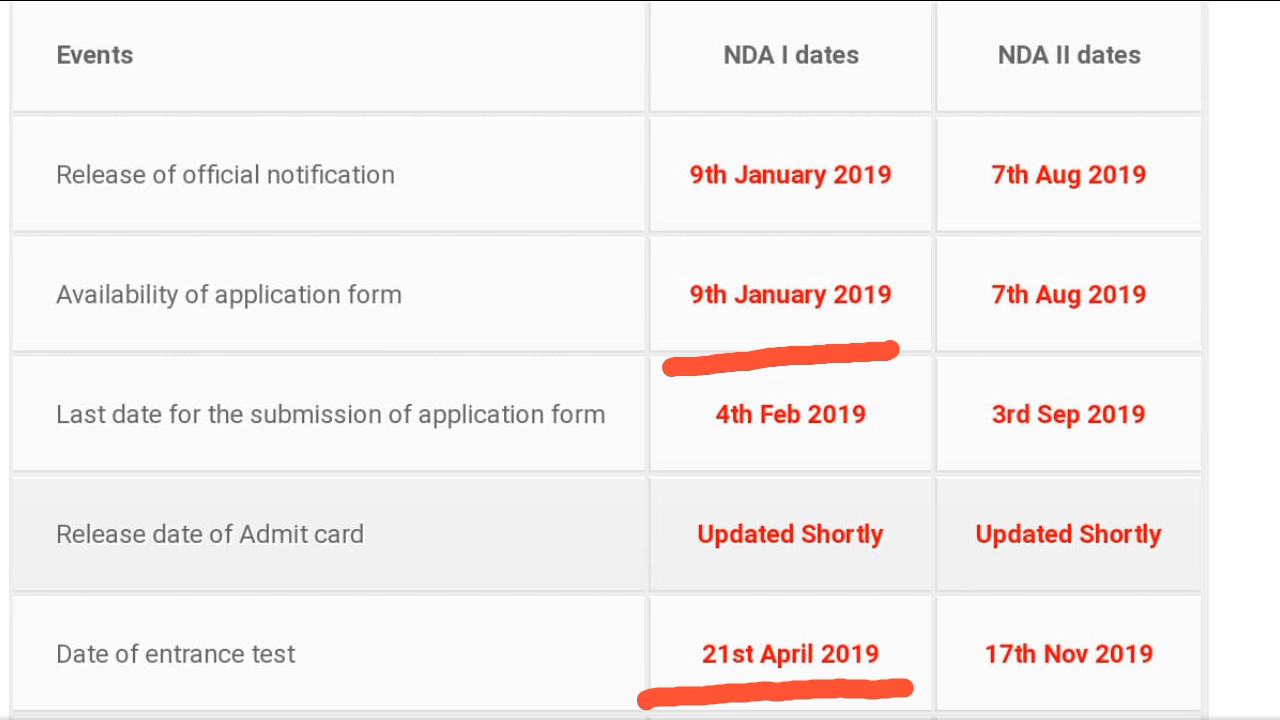 Events NDA I dates NDA II dates
Release of official notification 9th January 2019 7th Aug 2019
Availability of application form 9th January 2019 7th Aug 2019
Last date for the submission of application form 4th Feb 2019 3rd Sep 2019
Release date of Admit card Updated Shortly Updated Shortly
Date of entrance test 21st April 2019 17th Nov 2019